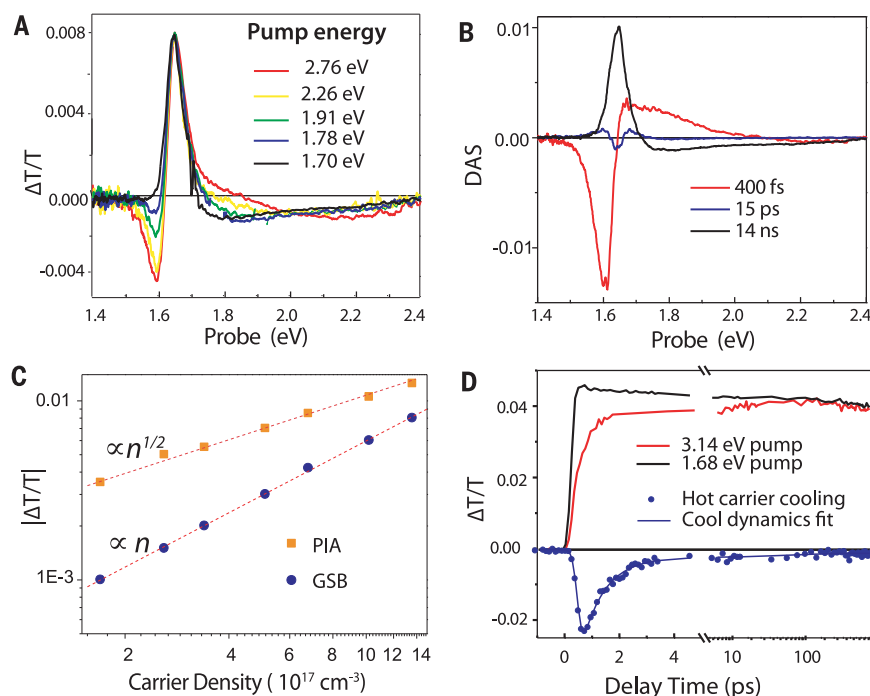 A
Pump energy
2.76 eV
2.26 eV
1.91 eV
1.78 eV
1.70 eV
0.008
0.004
0.000
-0.004
ΔT/T
1.4 1.6 1.8 2.0 2.2 2.4
Probe (eV)
B
0.01
0.00
-0.01
DAS
400 fs
15 ps
14 ns
1.4 1.6 1.8 2.0 2.2 2.4
Probe (eV)
C
0.01
1E-3
|ΔT/T|
∝n^1/2
∝ n
PIA
GSB
2 4 6 8 10 12 14
Carrier Density ( 10^17 cm^-3)
D
0.04
0.02
0.00
-0.02
ΔT/T
3.14 eV pump
1.68 eV pump
Hot carrier cooling
Cool dynamics fit
0 2 4 10 100
Delay Time (ps)